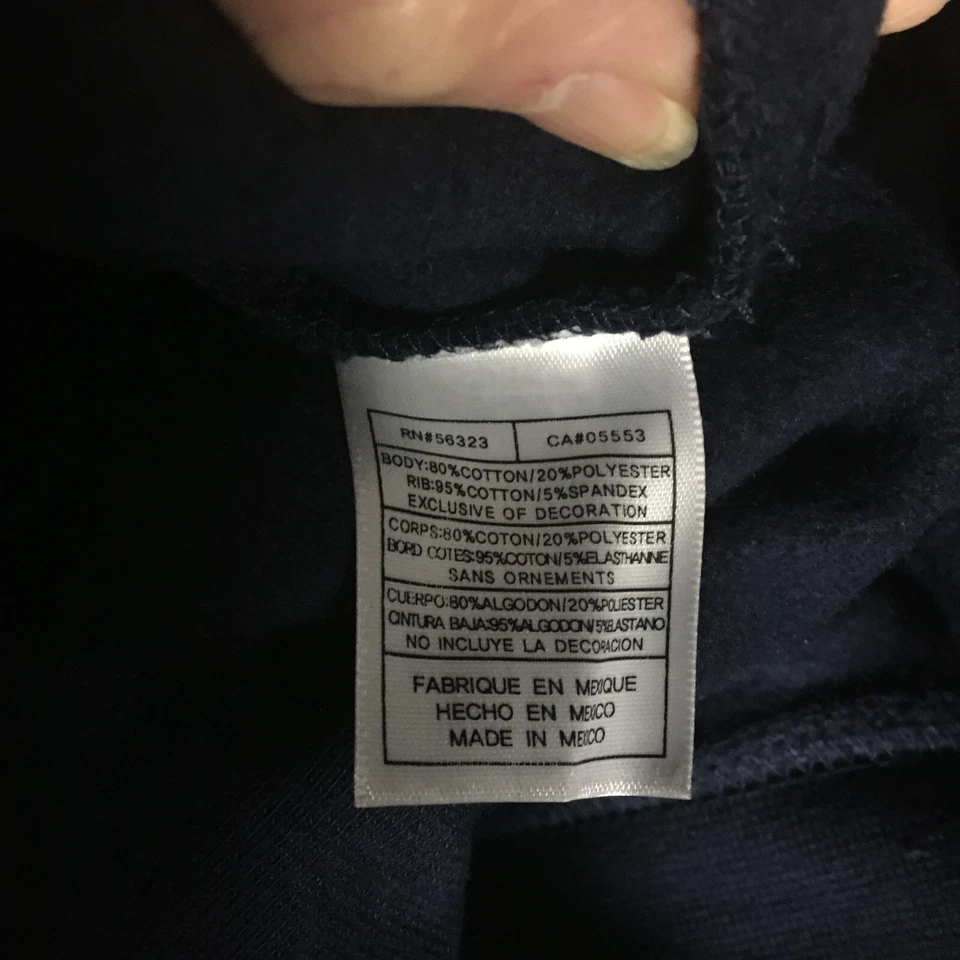 RN#56323 CA#05553
BODY:80%COTTON/20%POLYESTER
RIB:95%COTTON/5%SPANDEX
EXCLUSIVE OF DECORATION
CORPS:80%COTON/20%POLYESTER
BORD COTES:95%COTON/5%ELASTHANNE
SANS ORNEMENTS
CUERPO:80%ALGODON/20%POLIESTER
CINTURA BAJA:95%ALGODON/5%ELASTANO
NO INCLUYE LA DECORACION
FABRIQUE EN MEXIQUE
HECHO EN MEXICO
MADE IN MEXICO